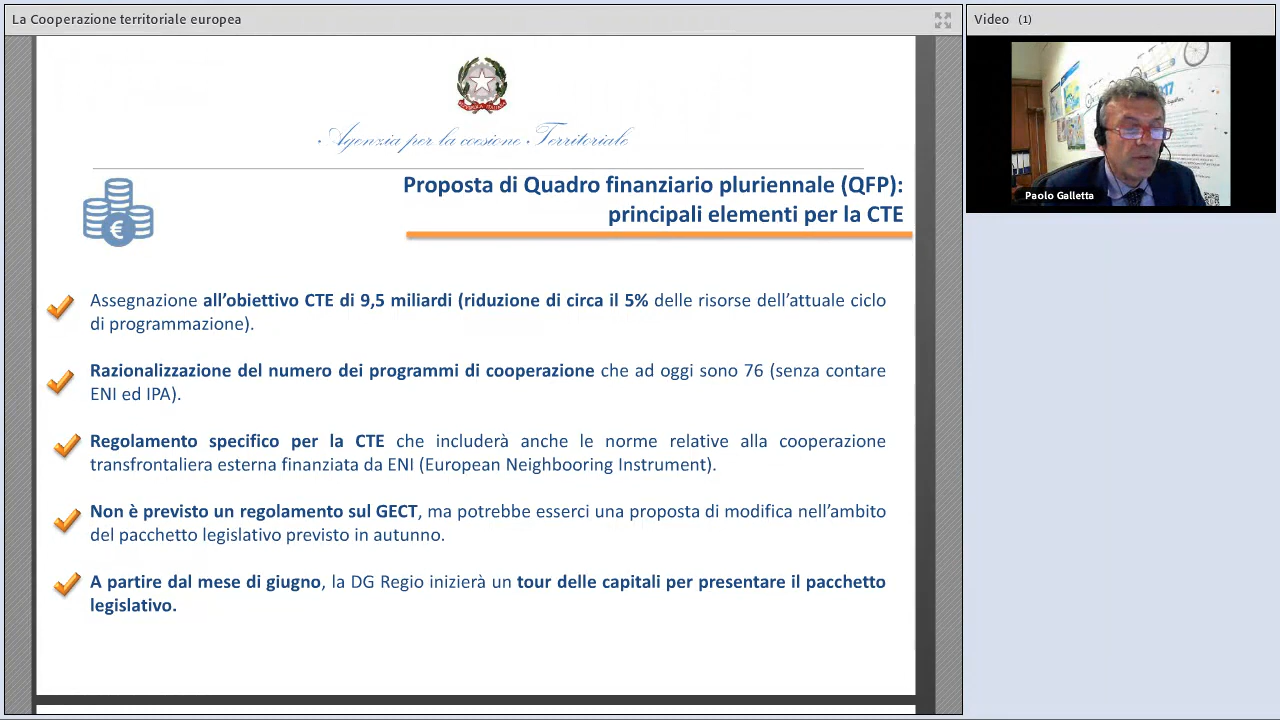 La Cooperazione territoriale europea
Video (1)
Agenzia per la coesione Territoriale
Proposta di Quadro finanziario pluriennale (QFP):
principali elementi per la CTE
Assegnazione all'obiettivo CTE di 9,5 miliardi (riduzione di circa il 5% delle risorse dell'attuale ciclo
di programmazione).
Razionalizzazione del numero dei programmi di cooperazione che ad oggi sono 76 (senza contare
ENI ed IPA).
Regolamento specifico per la CTE che includerà anche le norme relative alla cooperazione
transfrontaliera esterna finanziata da ENI (European Neighbooring Instrument).
Non è previsto un regolamento sul GECT, ma potrebbe esserci una proposta di modifica nell'ambito
del pacchetto legislativo previsto in autunno.
A partire dal mese di giugno, la DG Regio inizierà un tour delle capitali per presentare il pacchetto
legislativo.
Paolo Galletta